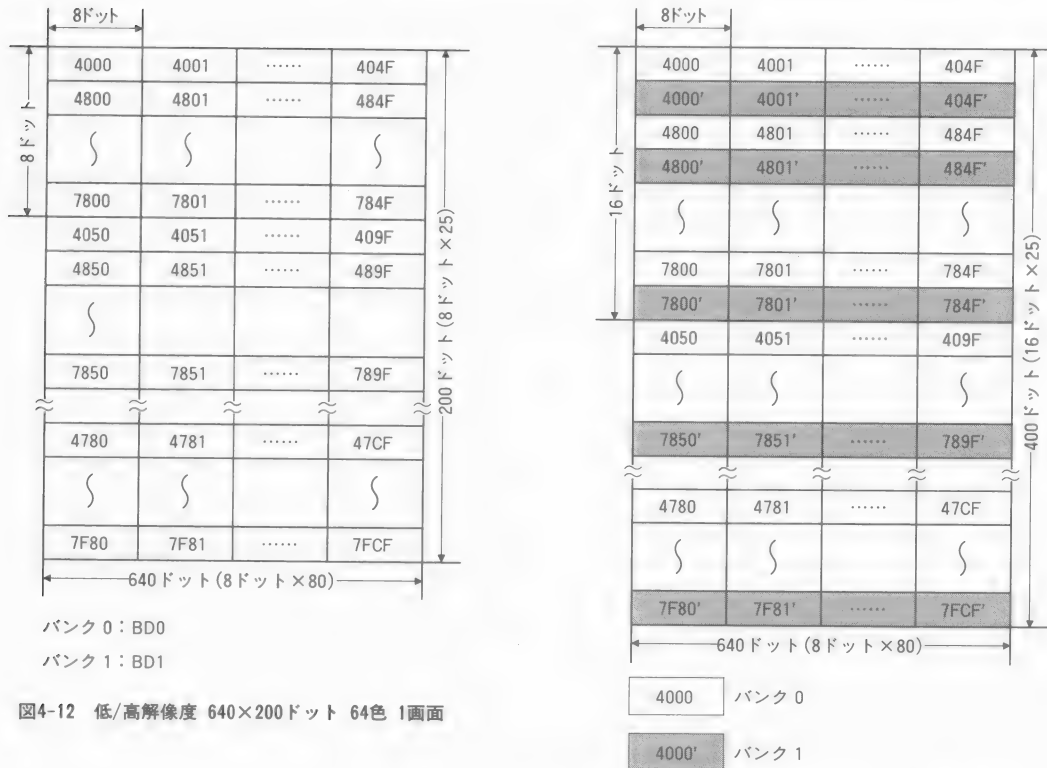 8ドット
4000 4001 …… 404F
4800 4801 …… 484F
7800 7801 …… 784F
4050 4051 …… 409F
4850 4851 …… 489F
7850 7851 …… 789F
4780 4781 …… 47CF
7F80 7F81 …… 7FCF
8ドット
200ドット(8ドット×25)
640ドット(8ドット×80)
バンク0:BD0
バンク1:BD1
図4-12 低/高解像度 640×200ドット 64色 1画面
8ドット
4000 4001 …… 404F
4000' 4001' …… 404F'
4800 4801 …… 484F
4800' 4801' …… 484F'
7800 7801 …… 784F
7800' 7801' …… 784F'
4050 4051 …… 409F
7850' 7851' …… 789F'
4780 4781 …… 47CF
7F80' 7F81' …… 7FCF'
16ドット
400ドット(16ドット×25)
640ドット(8ドット×80)
4000 バンク0
4000' バンク1